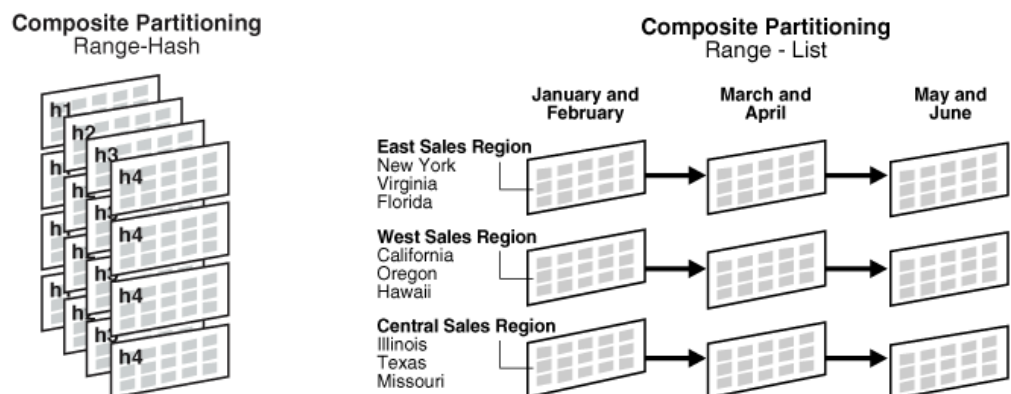 Composite Partitioning
Range-Hash
h1
h2
h3
h4
h4
h4
h4
Composite Partitioning
Range - List
January and
February
March and
April
May and
June
East Sales Region
New York
Virginia
Florida
West Sales Region
California
Oregon
Hawaii
Central Sales Region
Illinois
Texas
Missouri